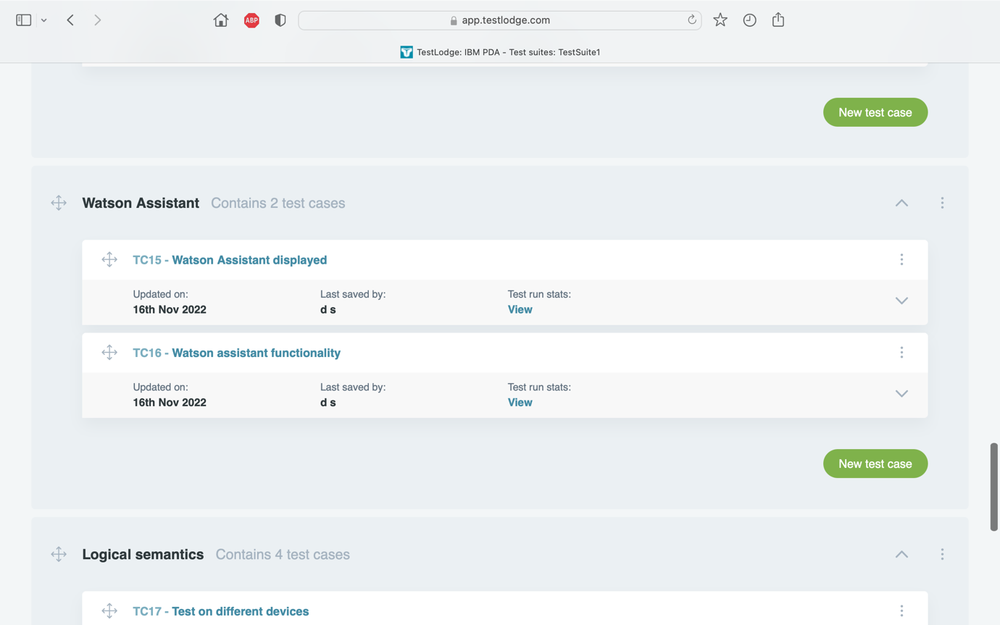 ABP
app.testlodge.com
TestLodge: IBM PDA - Test suites: TestSuite1
New test case
Watson Assistant Contains 2 test cases
TC15 - Watson Assistant displayed
Updated on: Last saved by: Test run stats:
16th Nov 2022 d s View
TC16 - Watson assistant functionality
Updated on: Last saved by: Test run stats:
16th Nov 2022 d s View
New test case
Logical semantics Contains 4 test cases
TC17 - Test on different devices